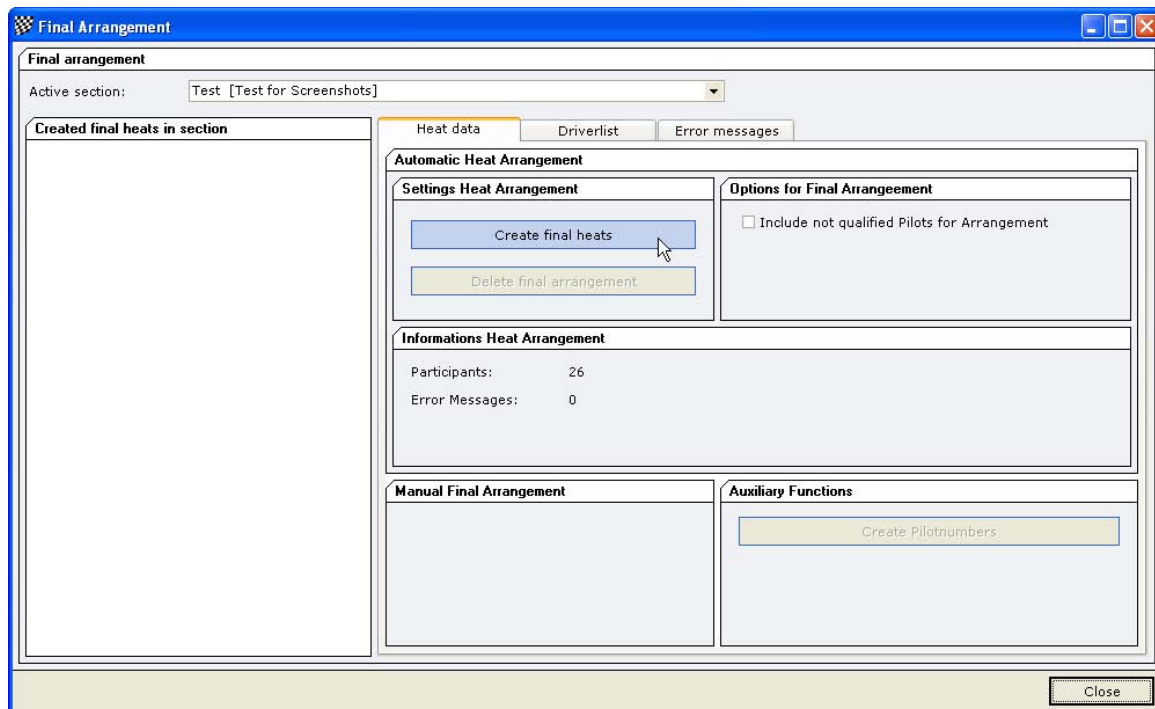 Final Arrangement
Final arrangement
Active section: Test [Test for Screenshots]
Created final heats in section
Heat data Driverlist Error messages
Automatic Heat Arrangement
Settings Heat Arrangement
Create final heats
Delete final arrangement
Options for Final Arrangeement
Include not qualified Pilots for Arrangement
Informations Heat Arrangement
Participants: 26
Error Messages: 0
Manual Final Arrangement
Auxiliary Functions
Create Pilotnumbers
Close